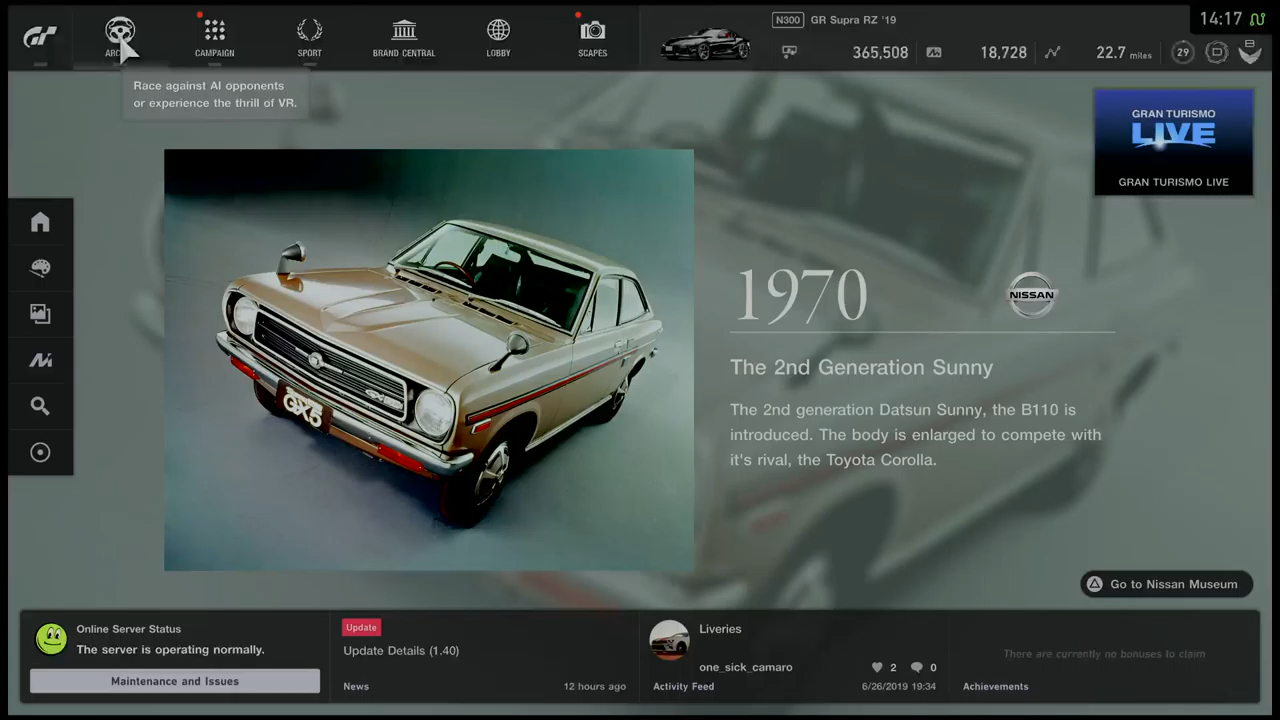 ARC
CAMPAIGN
SPORT
BRAND CENTRAL
LOBBY
SCAPES
N300 GR Supra RZ '19
365,508
18,728
22.7 miles
29
14:17
Race against AI opponents
or experience the thrill of VR.
GRAN TURISMO
LIVE
GRAN TURISMO LIVE
GX5
1970
NISSAN
The 2nd Generation Sunny
The 2nd generation Datsun Sunny, the B110 is
introduced. The body is enlarged to compete with
it's rival, the Toyota Corolla.
Go to Nissan Museum
Online Server Status
The server is operating normally.
Maintenance and Issues
Update
Update Details (1.40)
News
12 hours ago
Liveries
one_sick_camaro
2
0
Activity Feed
6/26/2019 19:34
There are currently no bonuses to claim
Achievements